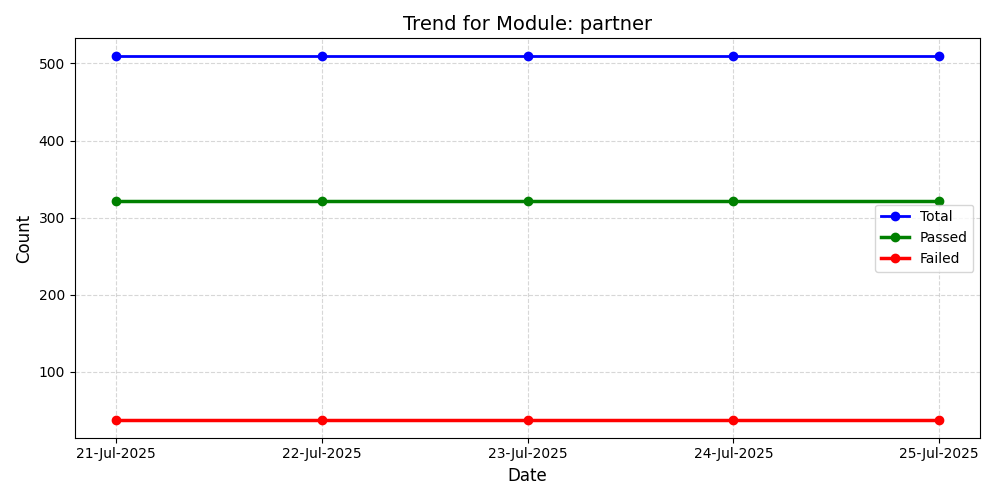 Trend for Module: partner
Count
500
400
300
200
100
Total
Passed
Failed
21-Jul-2025 22-Jul-2025 23-Jul-2025 24-Jul-2025 25-Jul-2025
Date